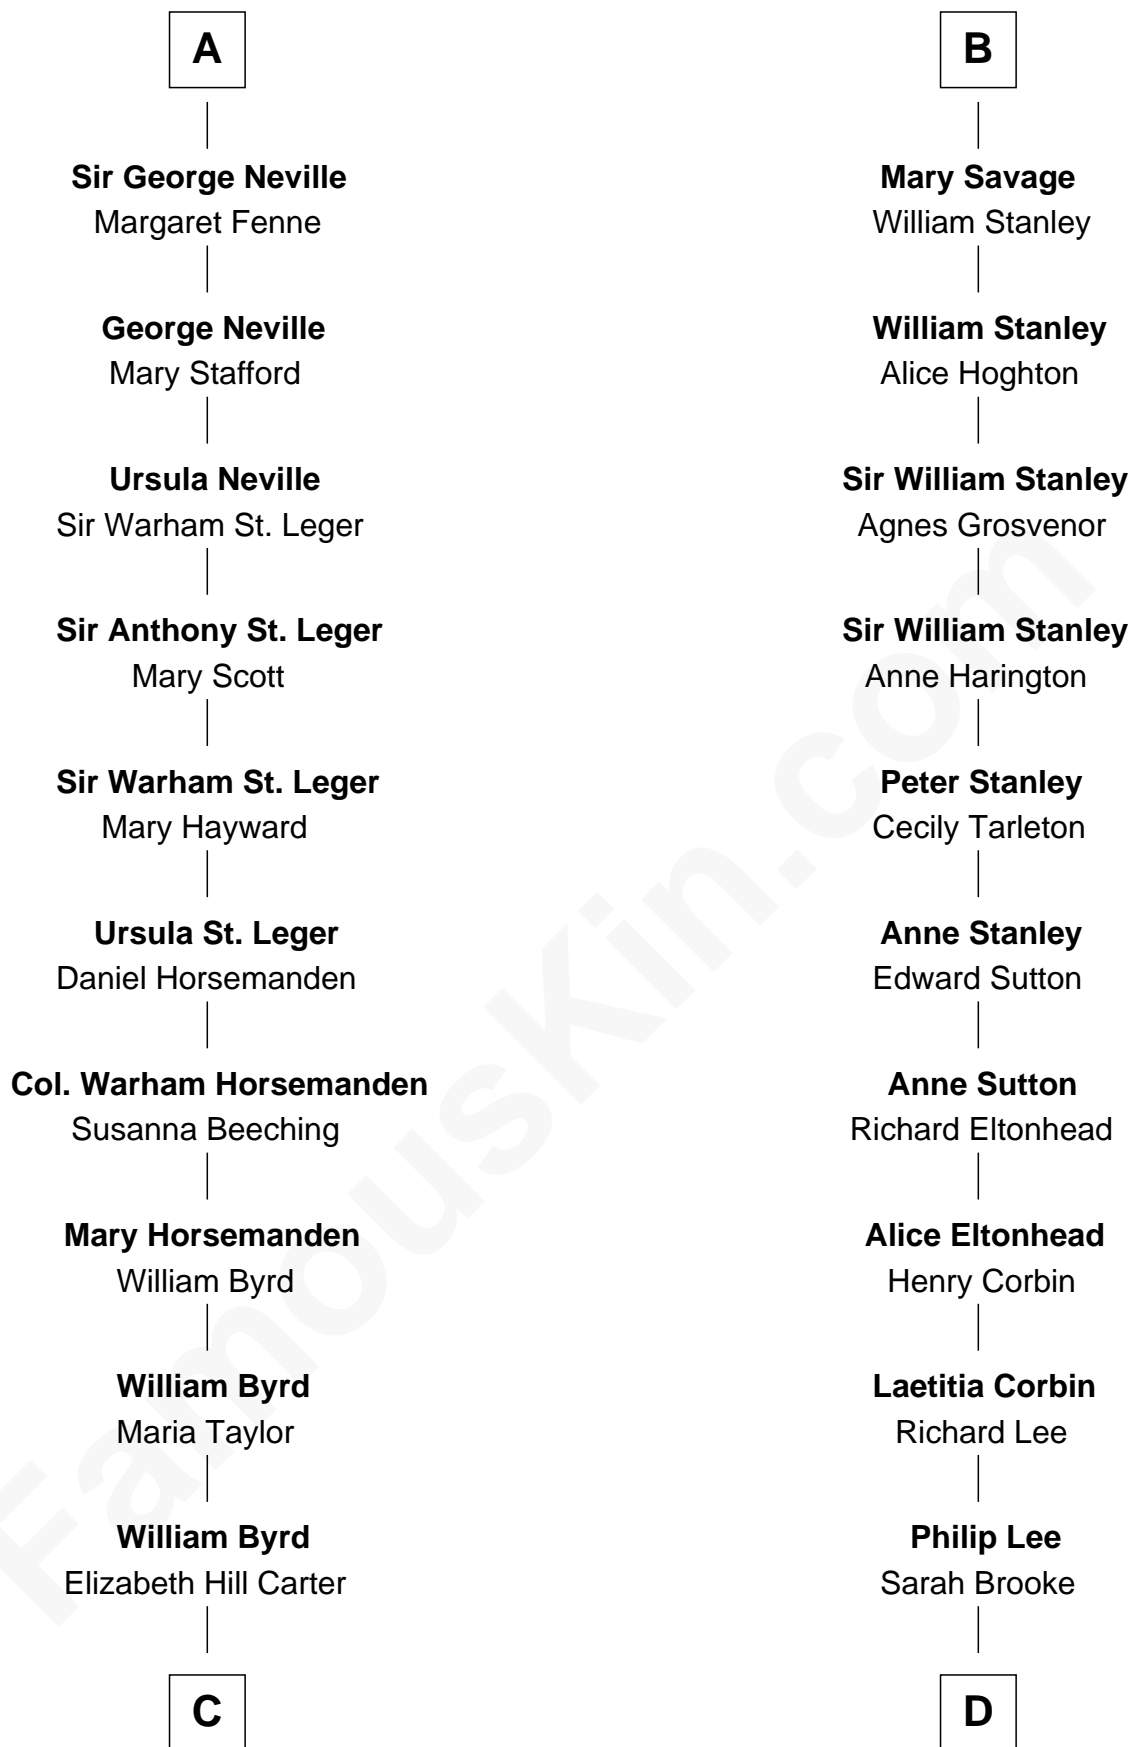 A
Sir George Neville
Margaret Fenne
George Neville
Mary Stafford
Ursula Neville
Sir Warham St. Leger
Sir Anthony St. Leger
Mary Scott
Sir Warham St. Leger
Mary Hayward
Ursula St. Leger
Daniel Horsemanden
Col. Warham Horsemanden
Susanna Beeching
Mary Horsemanden
William Byrd
William Byrd
Maria Taylor
William Byrd
Elizabeth Hill Carter
C
B
Mary Savage
William Stanley
William Stanley
Alice Hoghton
Sir William Stanley
Agnes Grosvenor
Sir William Stanley
Anne Harington
Peter Stanley
Cecily Tarleton
Anne Stanley
Edward Sutton
Anne Sutton
Richard Eltonhead
Alice Eltonhead
Henry Corbin
Laetitia Corbin
Richard Lee
Philip Lee
Sarah Brooke
D
FamousKin.com